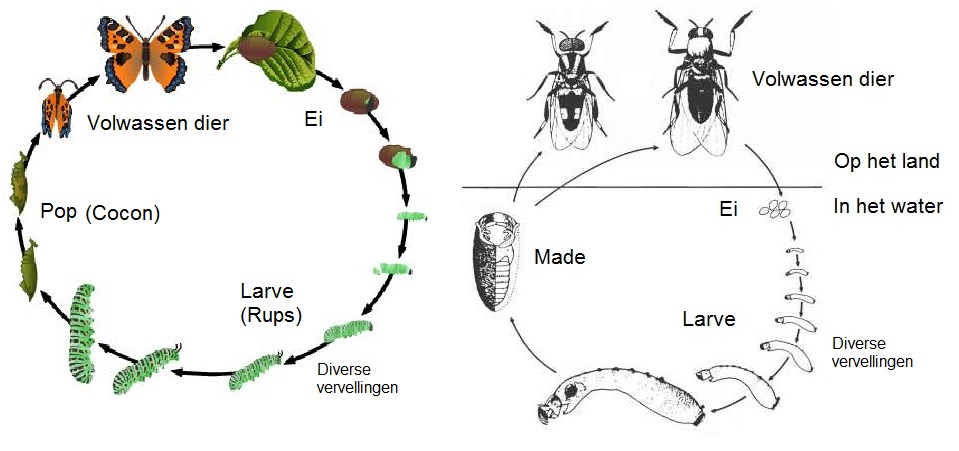 Volwassen dier
Ei
Pop (Cocon)
Larve
(Rups)
Diverse
vervellingen
Volwassen dier
Op het land
Ei
In het water
Made
Larve
Diverse
vervellingen